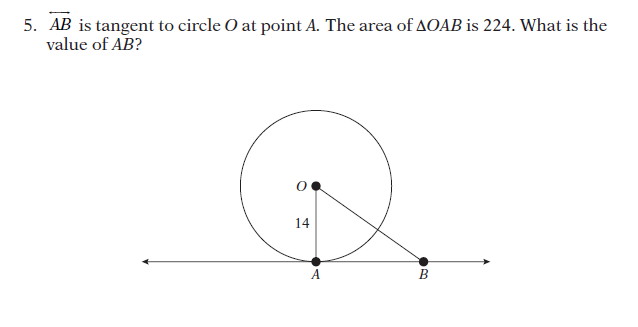 5. AB is tangent to circle O at point A. The area of ΔOAB is 224. What is the
value of AB?
O
14
A
B